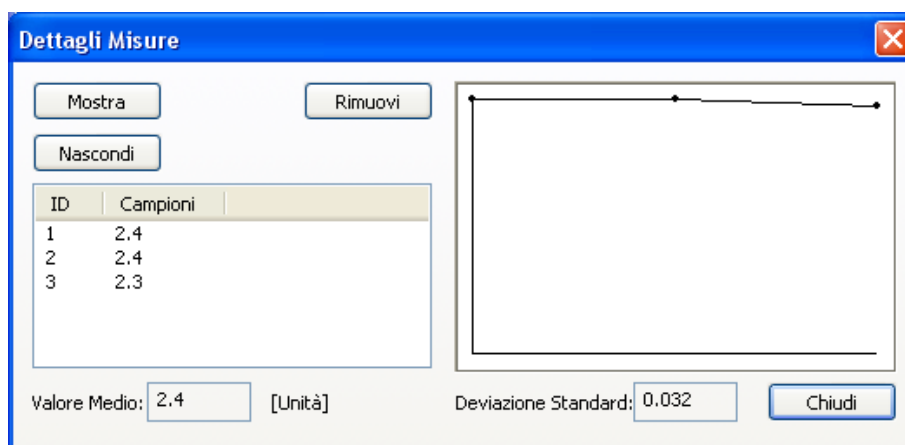 Dettagli Misure
Mostra
Rimuovi
Nascondi
ID Campioni
1 2.4
2 2.4
3 2.3
Valore Medio: 2.4 [Unità] Deviazione Standard: 0.032 Chiudi